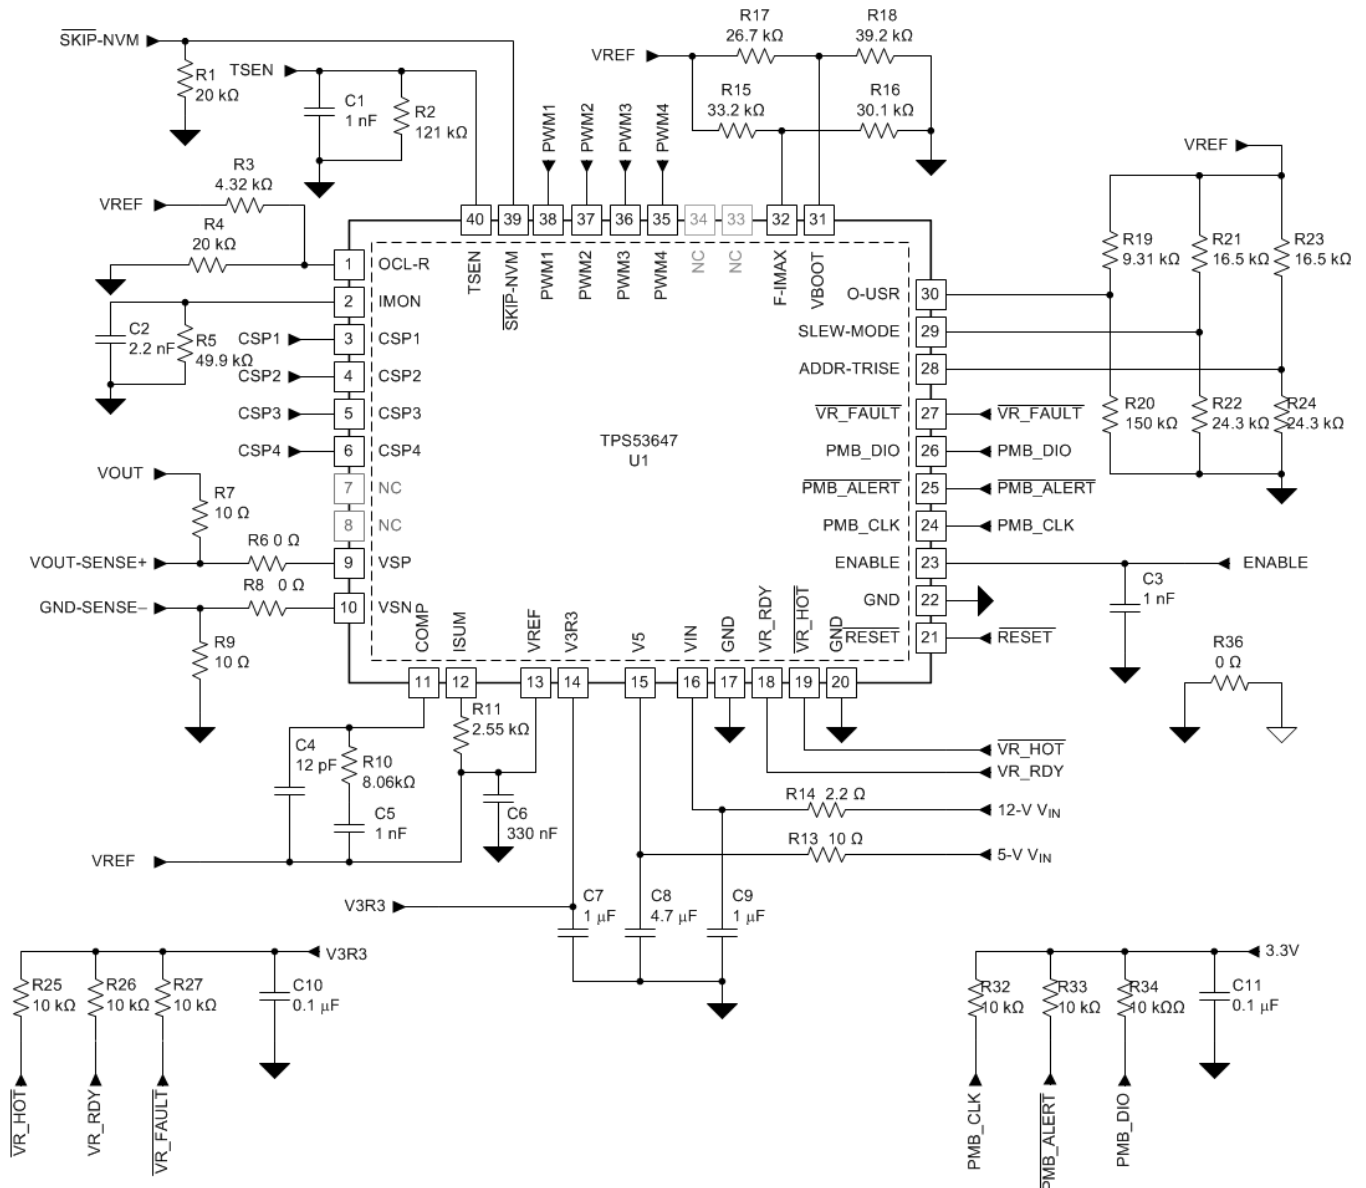 SKIP-NVM
R1
20 kΩ
TSEN
C1
1 nF
R2
121 kΩ
VREF
R17
26.7 kΩ
R18
39.2 kΩ
R15
33.2 kΩ
R16
30.1 kΩ
PWM1
PWM2
PWM3
PWM4
VREF
R3
4.32 kΩ
VREF
R4
20 kΩ
40
39
38
37
36
35
34
33
32
31
TSEN
SKIP-NVM
PWM1
PWM2
PWM3
PWM4
NC
NC
F-IMAX
VBOOT
1
OCL-R
2
IMON
3
CSP1
4
CSP2
5
CSP3
6
CSP4
7
NC
8
NC
9
VSP
10
VSN
C2
2.2 nF
R5
49.9 kΩ
CSP1
CSP2
CSP3
CSP4
VOUT
R7
10 Ω
VOUT-SENSE+
R6 0 Ω
R8 0 Ω
GND-SENSE–
R9
10 Ω
TPS53647
U1
O-USR
30
SLEW-MODE
29
ADDR-TRISE
28
VR_FAULT
27
VR_FAULT
PMB_DIO
26
PMB_DIO
PMB_ALERT
25
PMB_ALERT
PMB_CLK
24
PMB_CLK
ENABLE
23
ENABLE
GND
22
RESET
21
RESET
R19
9.31 kΩ
R21
16.5 kΩ
R23
16.5 kΩ
R20
150 kΩ
R22
24.3 kΩ
R24
24.3 kΩ
C3
1 nF
R36
0 Ω
COMP
ISUM
VREF
V3R3
V5
VIN
GND
VR_RDY
VR_HOT
GND
11
12
13
14
15
16
17
18
19
20
R11
2.55 kΩ
C4
12 pF
R10
8.06kΩ
C5
1 nF
C6
330 nF
VREF
VR_HOT
VR_RDY
R14 2.2 Ω
12-V VIN
R13 10 Ω
5-V VIN
V3R3
C7
1 µF
C8
4.7 µF
C9
1 µF
V3R3
R25
10 kΩ
R26
10 kΩ
R27
10 kΩ
C10
0.1 µF
VR_HOT
VR_RDY
VR_FAULT
3.3V
R32
10 kΩ
R33
10 kΩ
R34
10 kΩΩ
C11
0.1 µF
PMB_CLK
PMB_ALERT
PMB_DIO